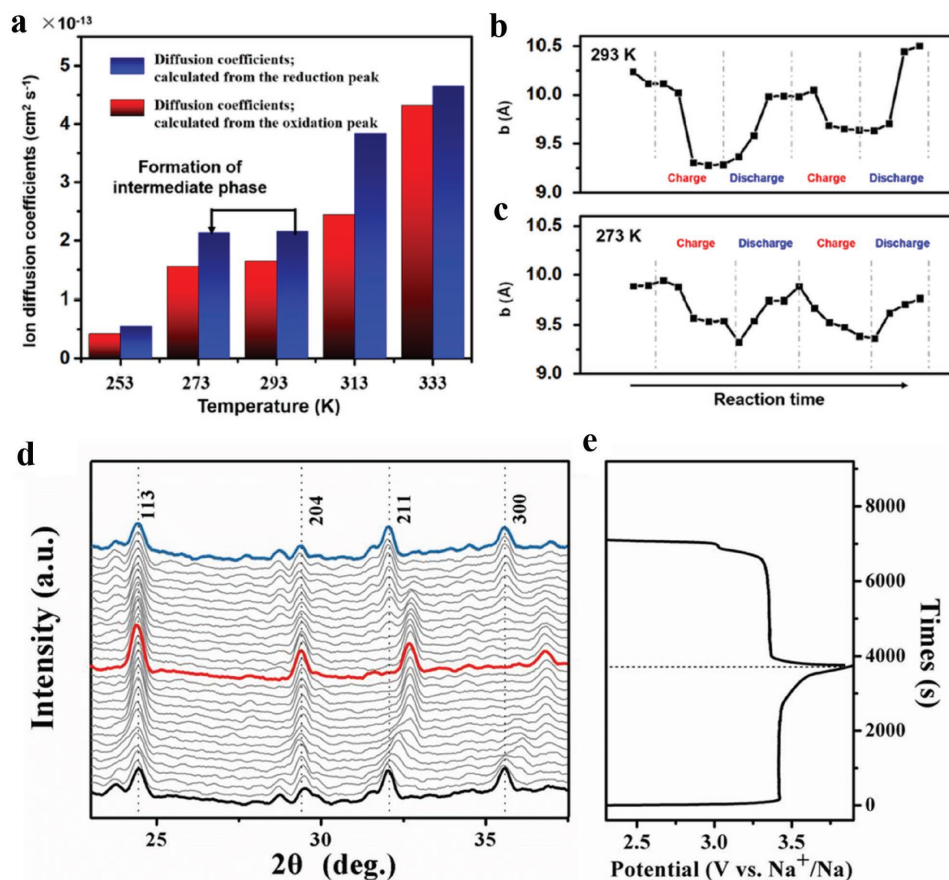 a
×10⁻¹³
Ion diffusion coefficients (cm² s⁻¹)
5
4
3
2
1
0
Diffusion coefficients;
calculated from the reduction peak
Diffusion coefficients;
calculated from the oxidation peak
Formation of
intermediate phase
253 273 293 313 333
Temperature (K)
b
293 K
b (Å)
10.5
10.0
9.5
9.0
Charge Discharge Charge Discharge
c
273 K
b (Å)
10.0
9.5
9.0
Charge Discharge Charge Discharge
Reaction time
d
Intensity (a.u.)
113 204 211 300
25 30 35
2θ (deg.)
e
8000
6000
4000
2000
0
Times (s)
2.5 3.0 3.5
Potential (V vs. Na⁺/Na)